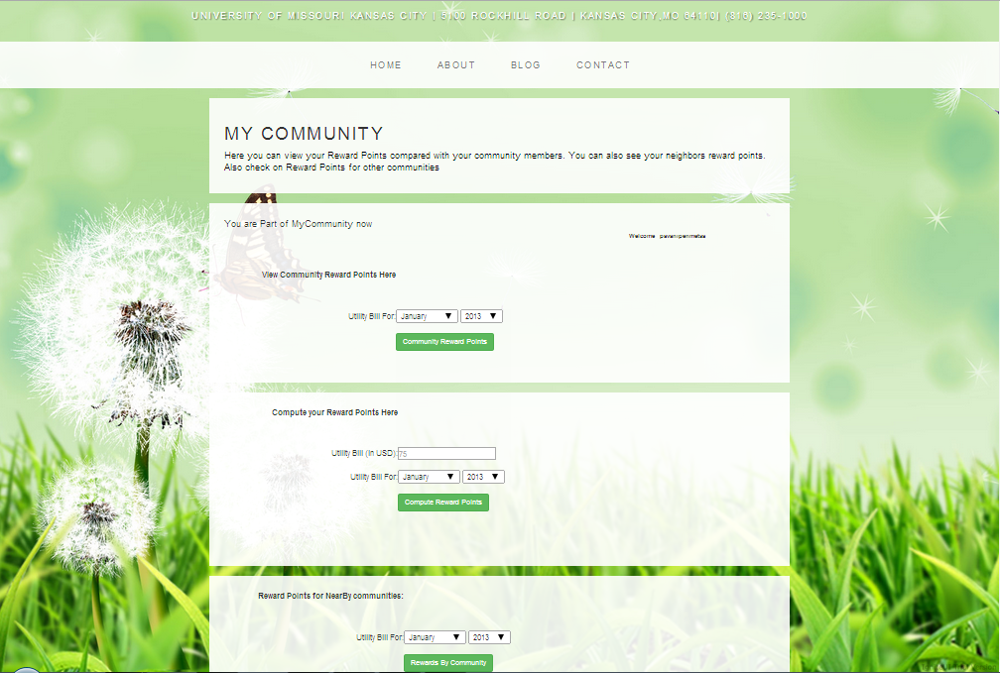 UNIVERSITY OF MISSOURI KANSAS CITY | 5100 ROCKHILL ROAD | KANSAS CITY,MO 64110| (816) 235-1000
HOME ABOUT BLOG CONTACT
MY COMMUNITY
Here you can view your Reward Points compared with your community members. You can also see your neighbors reward points.
Also check on Reward Points for other communities
You are Part of MyCommunity now
Welcome pavanipenmetsa
View Community Reward Points Here
Utility Bill For: January 2013
Community Reward Points
Compute your Reward Points Here
Utility Bill (In USD): 75
Utility Bill For: January 2013
Compute Reward Points
Reward Points for NearBy communities:
Utility Bill For: January 2013
Rewards By Community